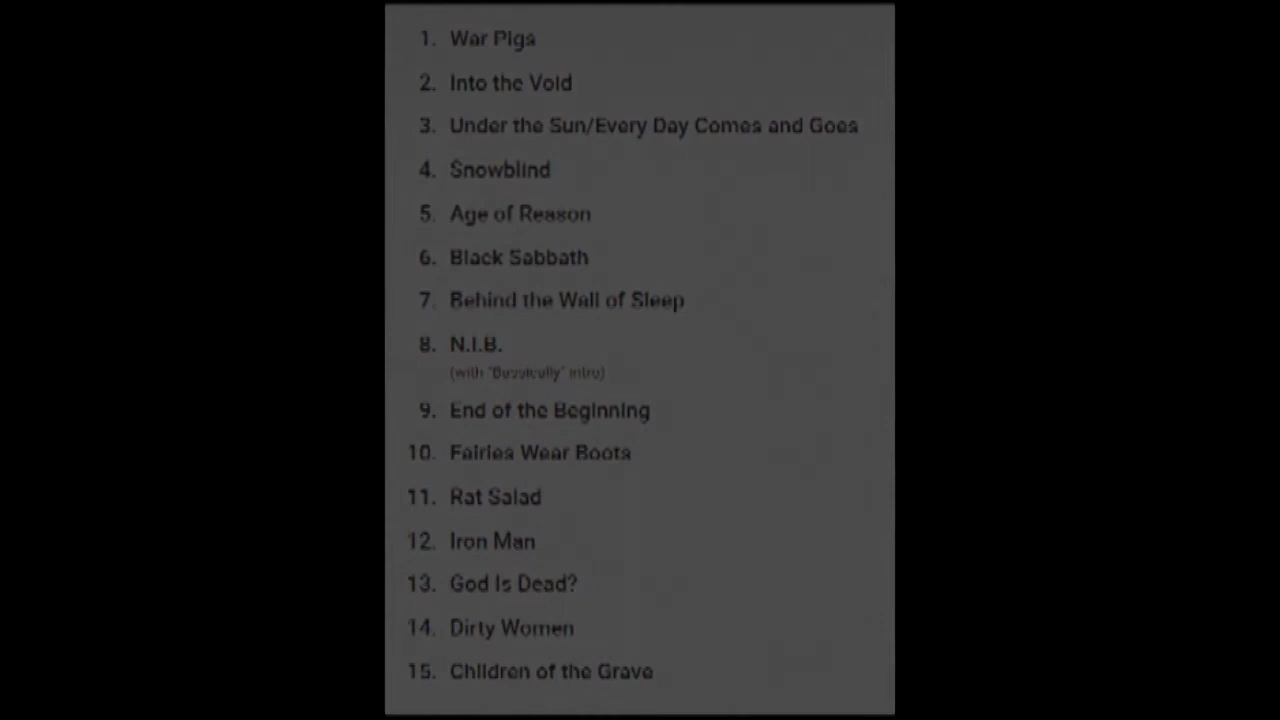 1. War Pigs
2. Into the Void
3. Under the Sun/Every Day Comes and Goes
4. Snowblind
5. Age of Reason
6. Black Sabbath
7. Behind the Wall of Sleep
8. N.I.B.
(with "Bassically" intro)
9. End of the Beginning
10. Fairies Wear Boots
11. Rat Salad
12. Iron Man
13. God Is Dead?
14. Dirty Women
15. Children of the Grave